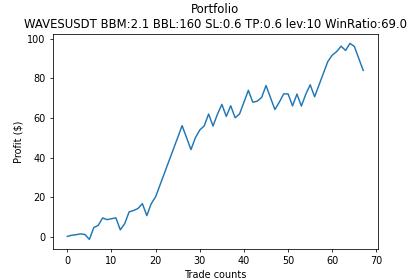 Portfolio
WAVESUSDT BBM:2.1 BBL:160 SL:0.6 TP:0.6 lev:10 WinRatio:69.0
100
80
60
40
20
0
Profit ($)
0 10 20 30 40 50 60 70
Trade counts